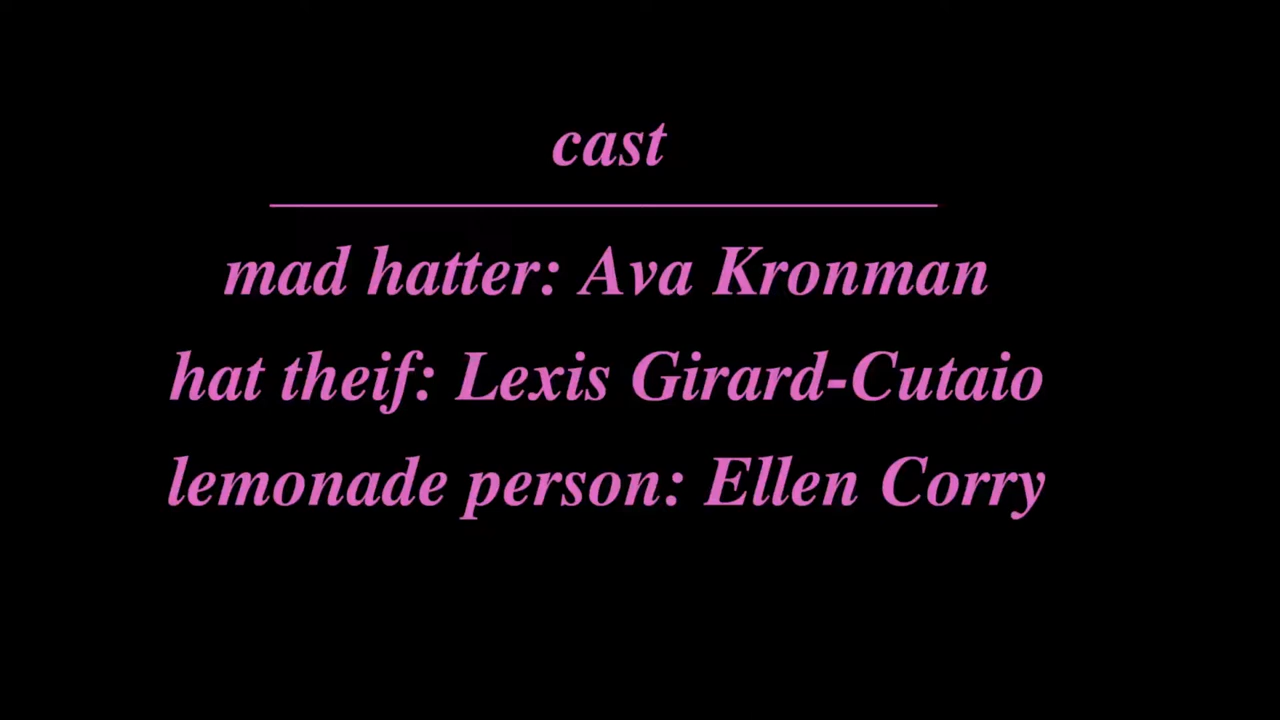 cast
mad hatter: Ava Kronman
hat theif: Lexis Girard-Cutaio
lemonade person: Ellen Corry